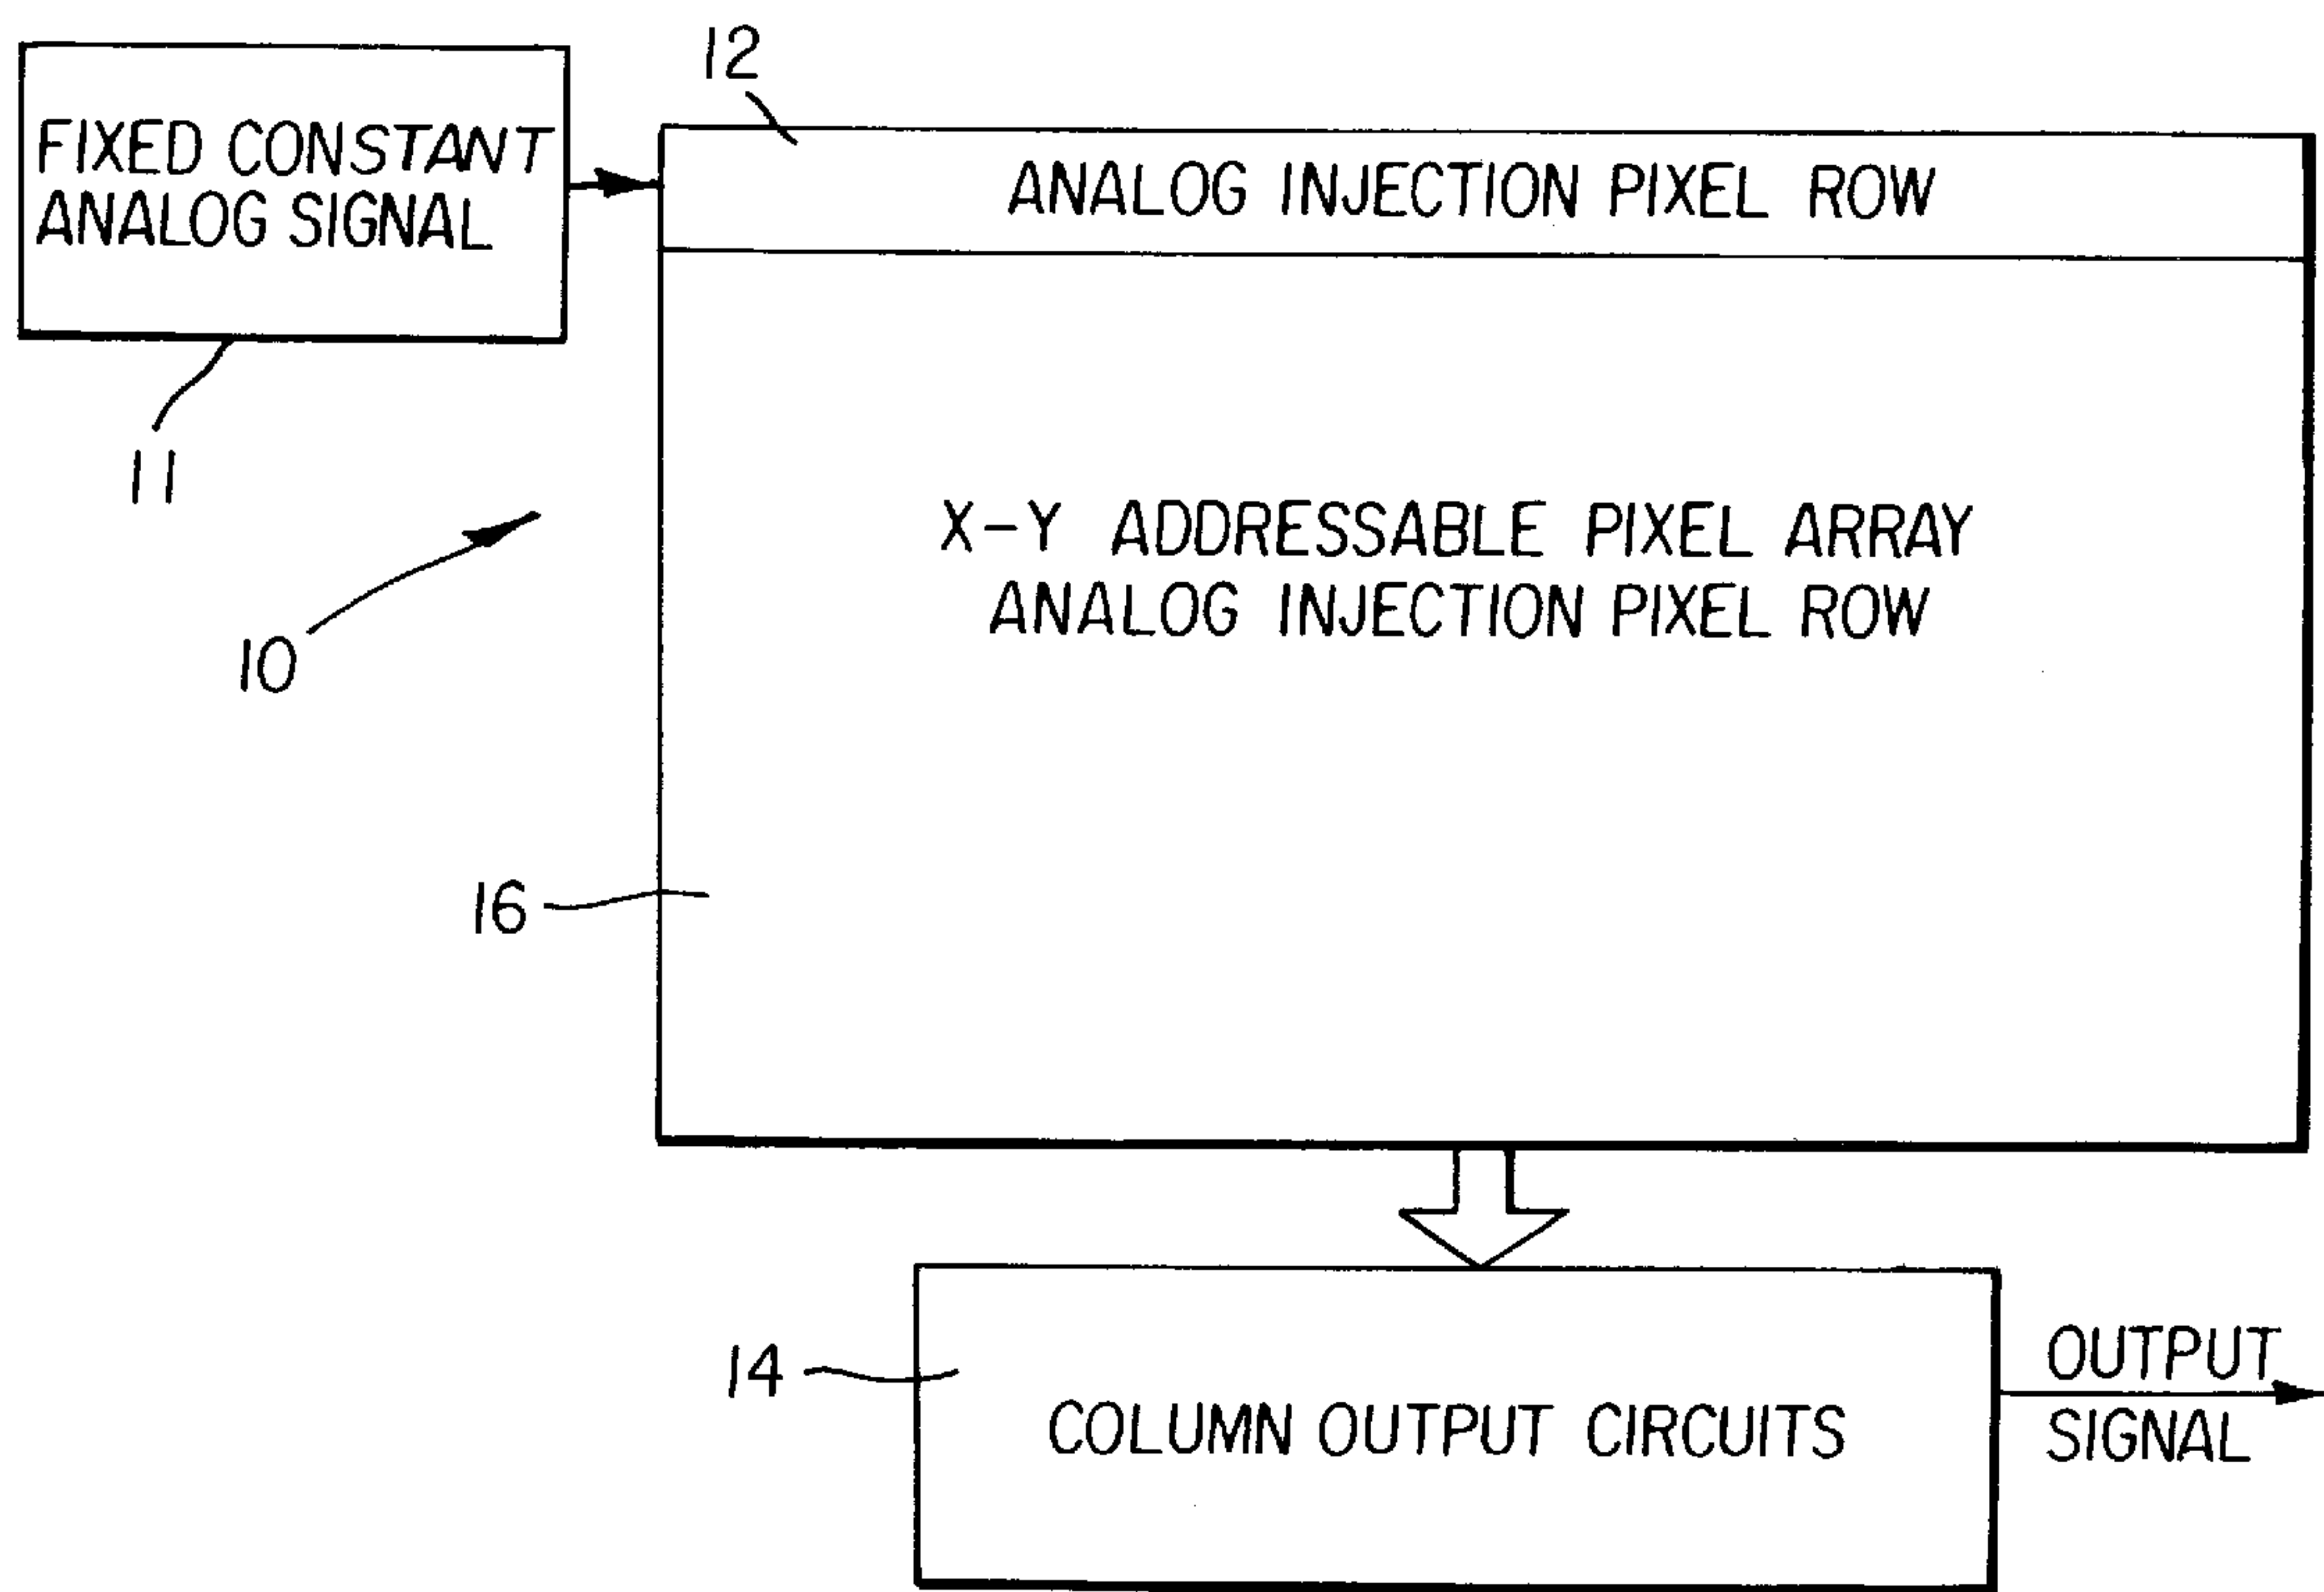 12
FIXED CONSTANT
ANALOG SIGNAL
ANALOG INJECTION PIXEL ROW
11
X-Y ADDRESSABLE PIXEL ARRAY
ANALOG INJECTION PIXEL ROW
10
16
14
COLUMN OUTPUT CIRCUITS
OUTPUT
SIGNAL